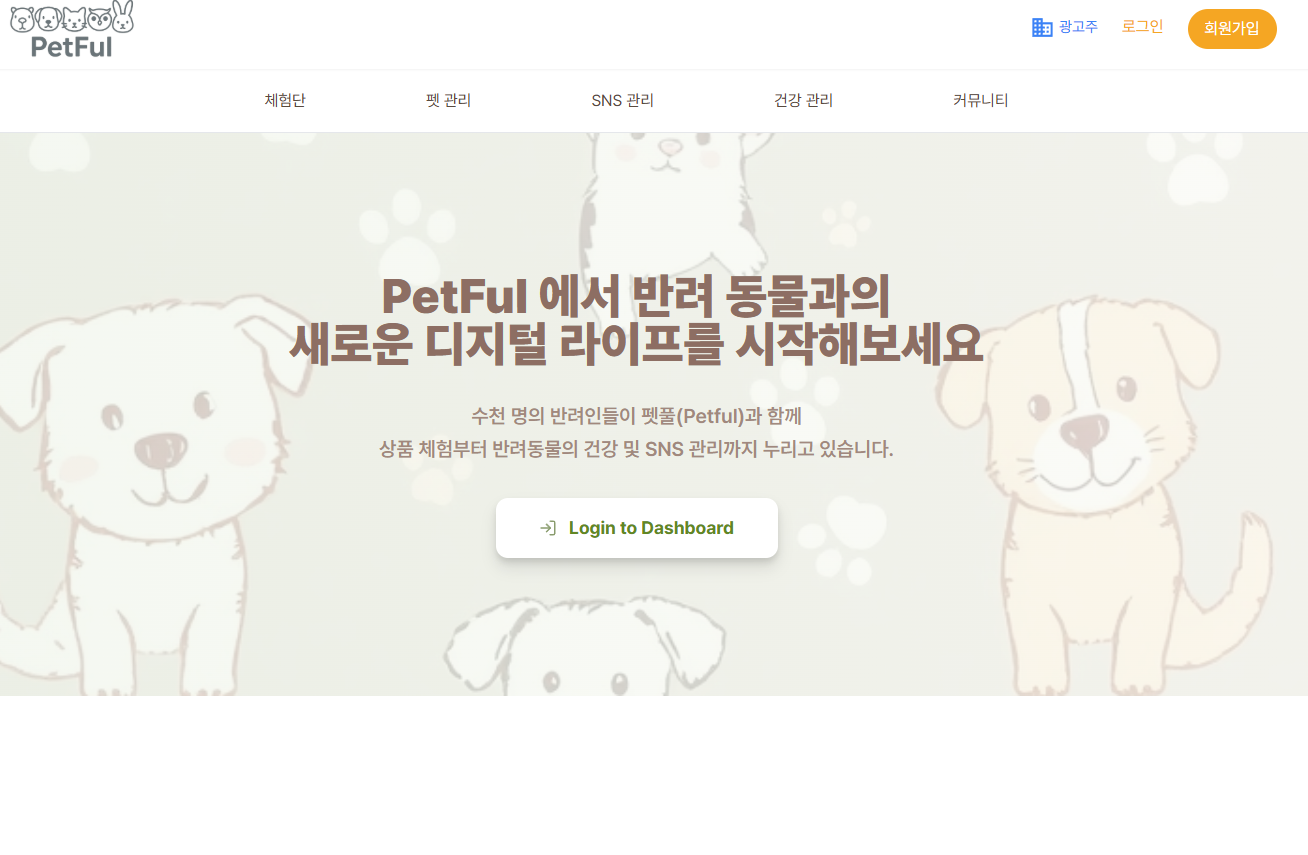 PetFul
광고주
로그인
회원가입
체험단
펫 관리
SNS 관리
건강 관리
커뮤니티
PetFul 에서 반려 동물과의
새로운 디지털 라이프를 시작해보세요
수천 명의 반려인들이 펫풀(Petful)과 함께
상품 체험부터 반려동물의 건강 및 SNS 관리까지 누리고 있습니다.
Login to Dashboard